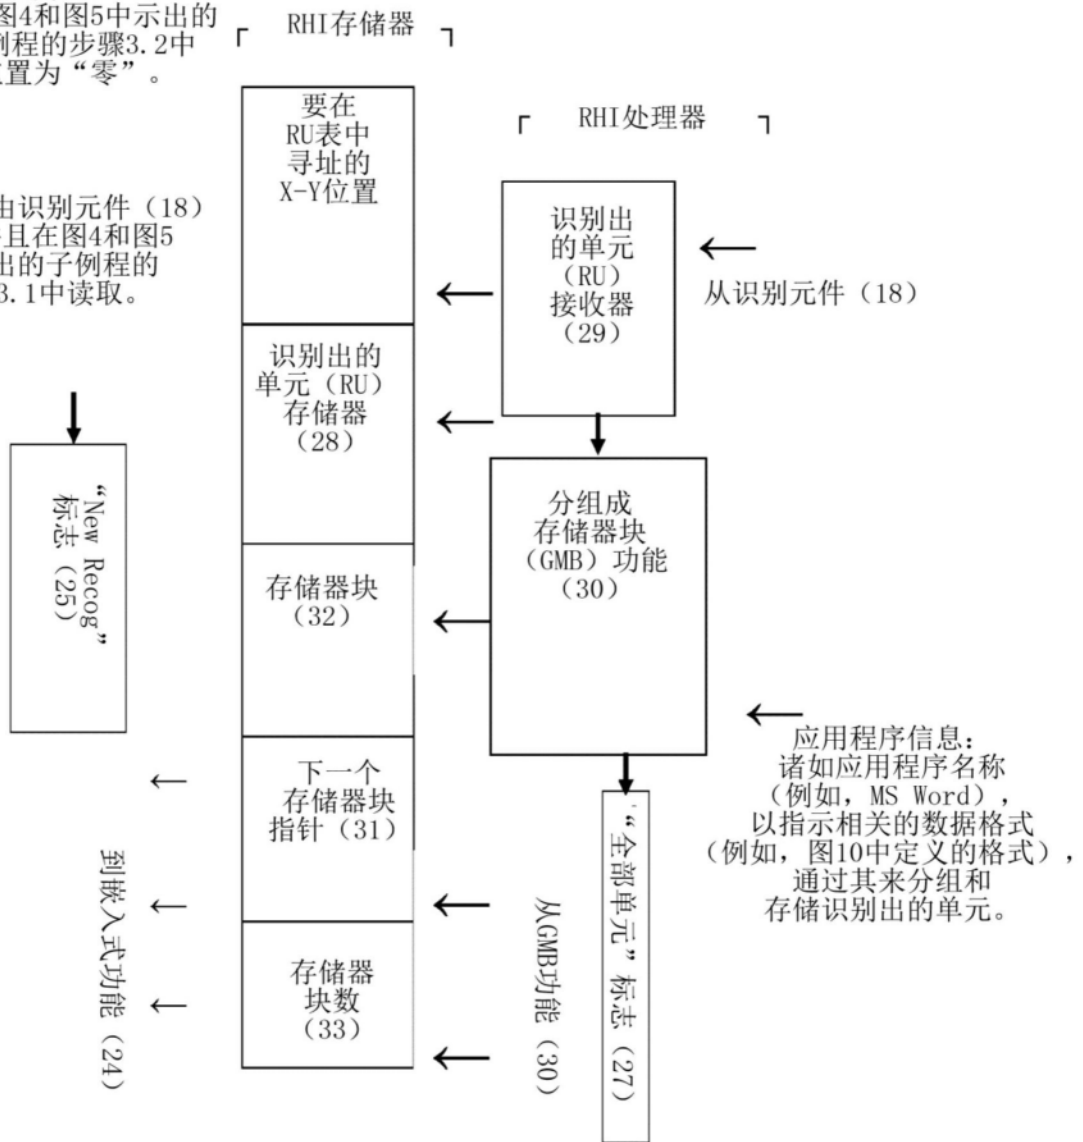 图4和图5中示出的
例程的步骤3.2中
置为“零”。
由识别元件（18）
且在图4和图5
出的子例程的
3.1中读取。
“New Recog”
标志（25）
RHI存储器
要在
RU表中
寻址的
X-Y位置
识别出的
单元（RU）
存储器
（28）
存储器块
（32）
下一个
存储器块
指针（31）
存储器
块数
（33）
到嵌入式功能（24）
RHI处理器
识别出
的单元
（RU）
接收器
（29）
从识别元件（18）
分组成
存储器块
（GMB）功能
（30）
从GMB功能（30）
“全部单元”标志（27）
应用程序信息：
诸如应用程序名称
（例如，MS Word），
以指示相关的数据格式
（例如，图10中定义的格式），
通过其来分组和
存储识别出的单元。